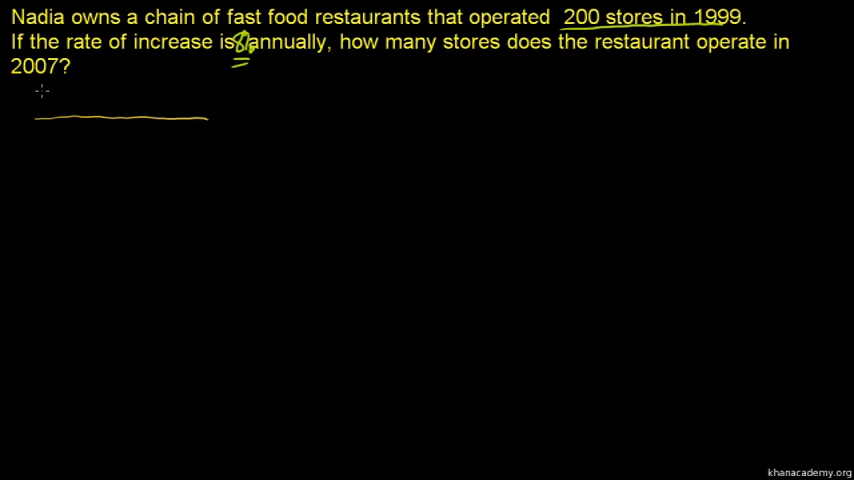 Nadia owns a chain of fast food restaurants that operated 200 stores in 1999.
If the rate of increase is 8% annually, how many stores does the restaurant operate in
2007?
khanacademy.org